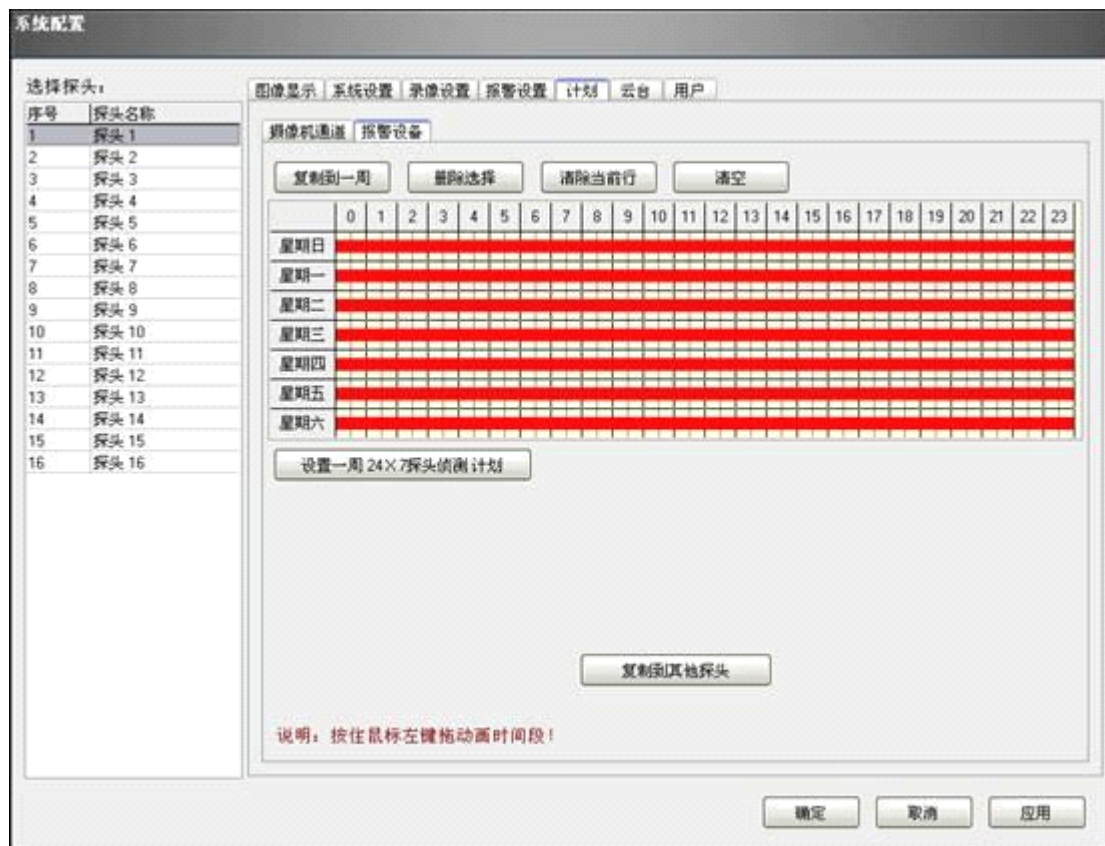 系统配置
选择探头：
序号 探头名称
1 探头 1
2 探头 2
3 探头 3
4 探头 4
5 探头 5
6 探头 6
7 探头 7
8 探头 8
9 探头 9
10 探头 10
11 探头 11
12 探头 12
13 探头 13
14 探头 14
15 探头 15
16 探头 16
图像显示 系统设置 录像设置 报警设置 计划 云台 用户
摄像机通道 报警设备
复制到一周 删除选择 清除当前行 清空
0 1 2 3 4 5 6 7 8 9 10 11 12 13 14 15 16 17 18 19 20 21 22 23
星期日
星期一
星期二
星期三
星期四
星期五
星期六
设置一周 24X7探头侦测 计划
复制到其他探头
说明：按住鼠标左键拖动画时间段！
确定 取消 应用